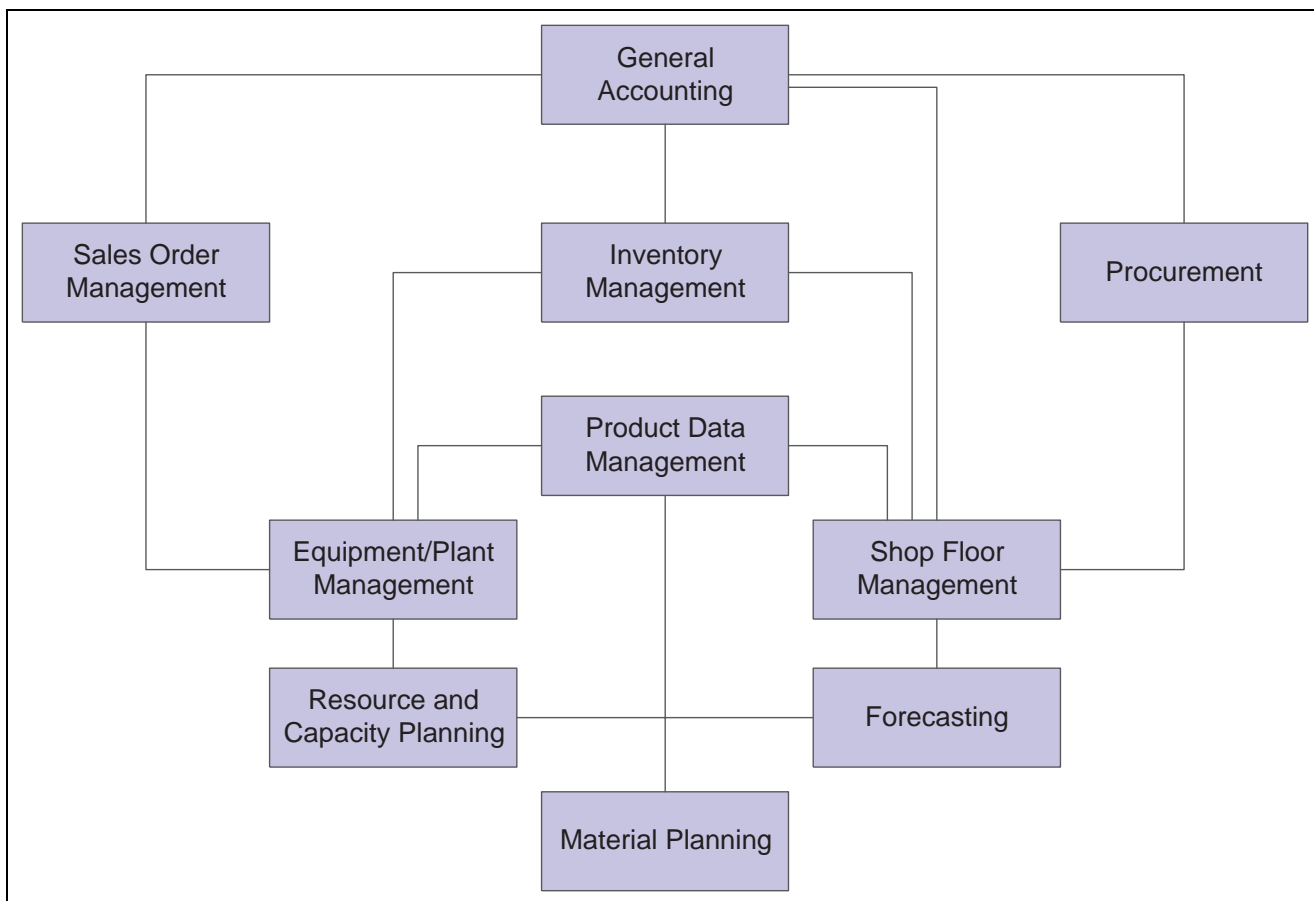 General
Accounting
Sales Order
Management
Inventory
Management
Procurement
Product Data
Management
Equipment/Plant
Management
Shop Floor
Management
Resource and
Capacity Planning
Forecasting
Material Planning